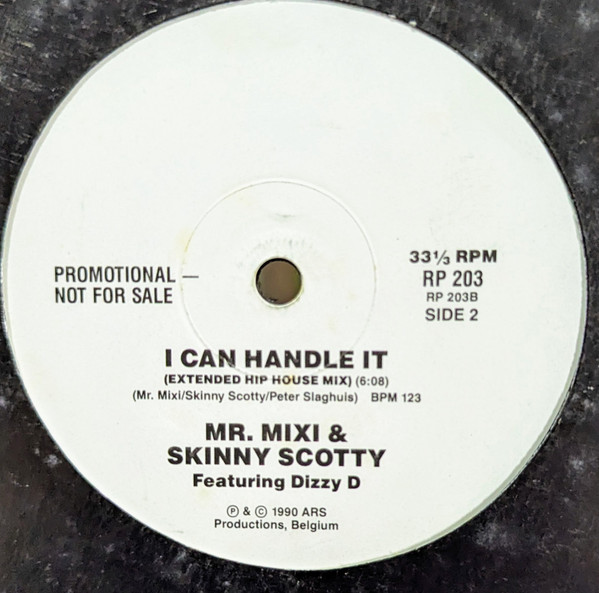 PROMOTIONAL —
NOT FOR SALE
33⅓ RPM
RP 203
RP 203B
SIDE 2
I CAN HANDLE IT
(EXTENDED HIP HOUSE MIX) (6:08)
(Mr. Mixi/Skinny Scotty/Peter Slaghuis) BPM 123
MR. MIXI &
SKINNY SCOTTY
Featuring Dizzy D
Ⓟ & © 1990 ARS
Productions, Belgium